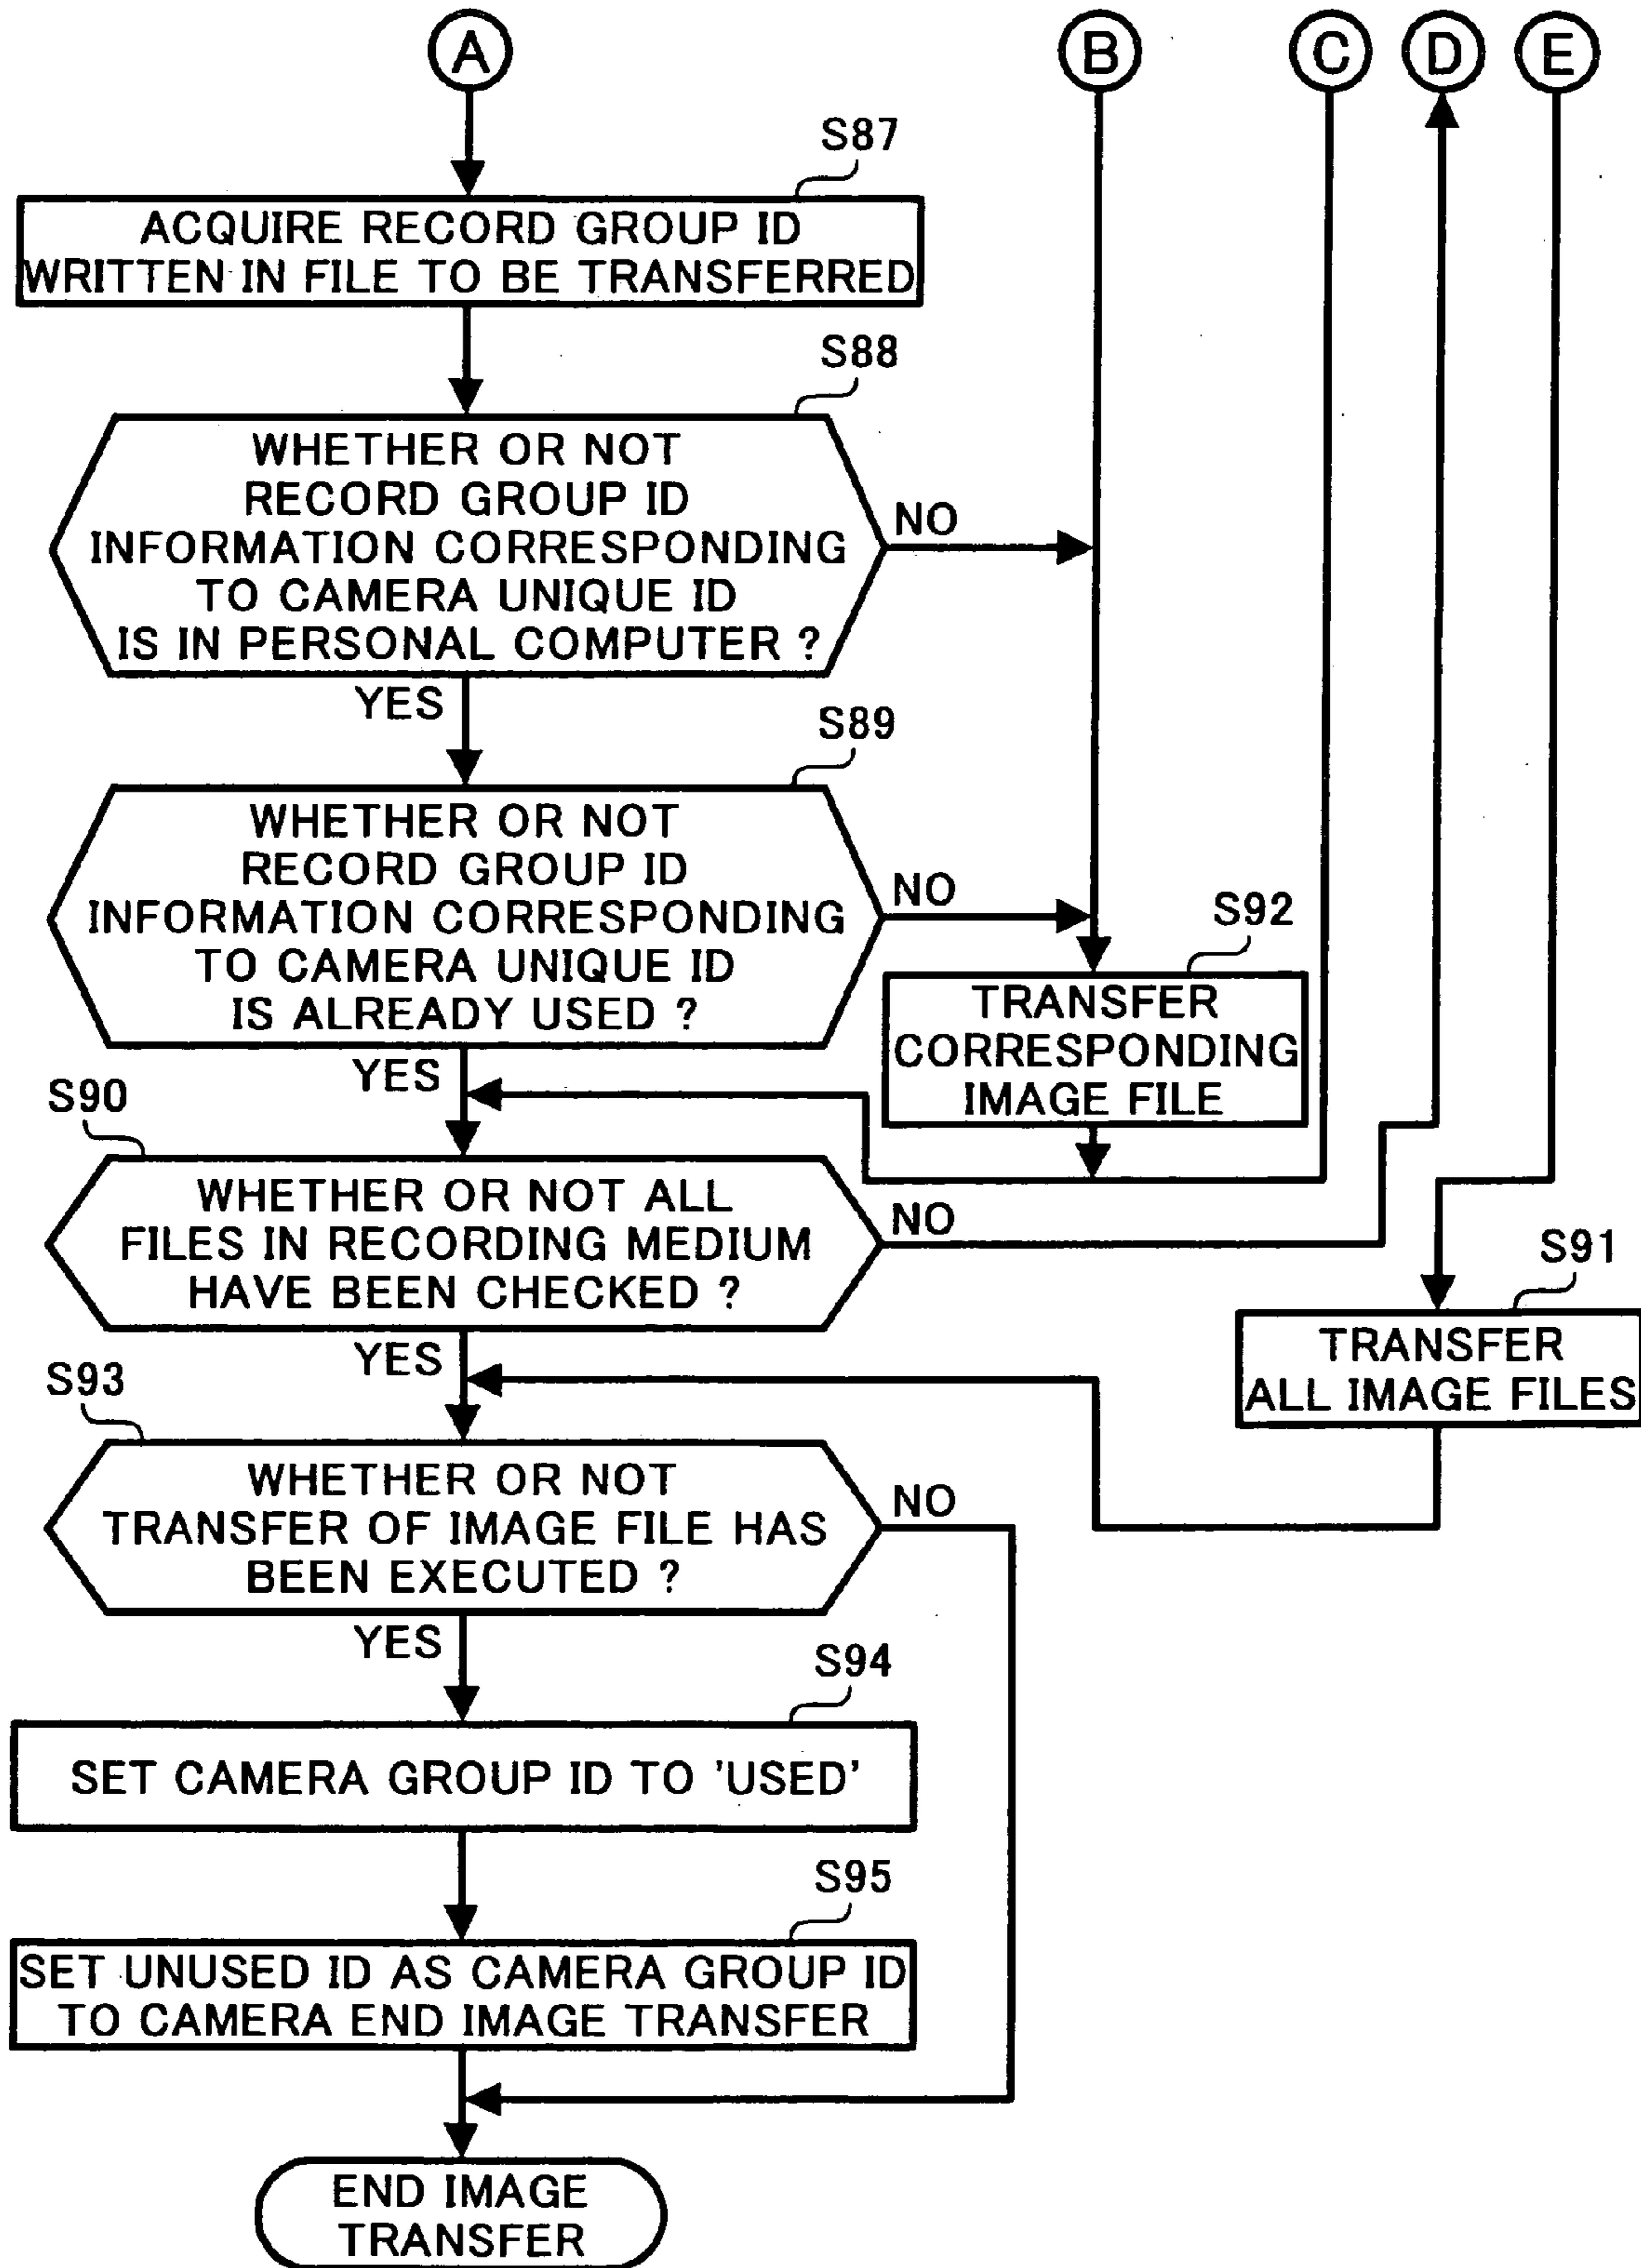 A
B
C
D
E
S87
ACQUIRE RECORD GROUP ID
WRITTEN IN FILE TO BE TRANSFERRED
S88
WHETHER OR NOT
RECORD GROUP ID
INFORMATION CORRESPONDING
TO CAMERA UNIQUE ID
IS IN PERSONAL COMPUTER ?
NO
YES
S89
WHETHER OR NOT
RECORD GROUP ID
INFORMATION CORRESPONDING
TO CAMERA UNIQUE ID
IS ALREADY USED ?
NO
YES
S92
TRANSFER
CORRESPONDING
IMAGE FILE
S90
WHETHER OR NOT ALL
FILES IN RECORDING MEDIUM
HAVE BEEN CHECKED ?
NO
YES
S91
TRANSFER
ALL IMAGE FILES
S93
WHETHER OR NOT
TRANSFER OF IMAGE FILE HAS
BEEN EXECUTED ?
NO
YES
S94
SET CAMERA GROUP ID TO 'USED'
S95
SET UNUSED ID AS CAMERA GROUP ID
TO CAMERA END IMAGE TRANSFER
END IMAGE
TRANSFER